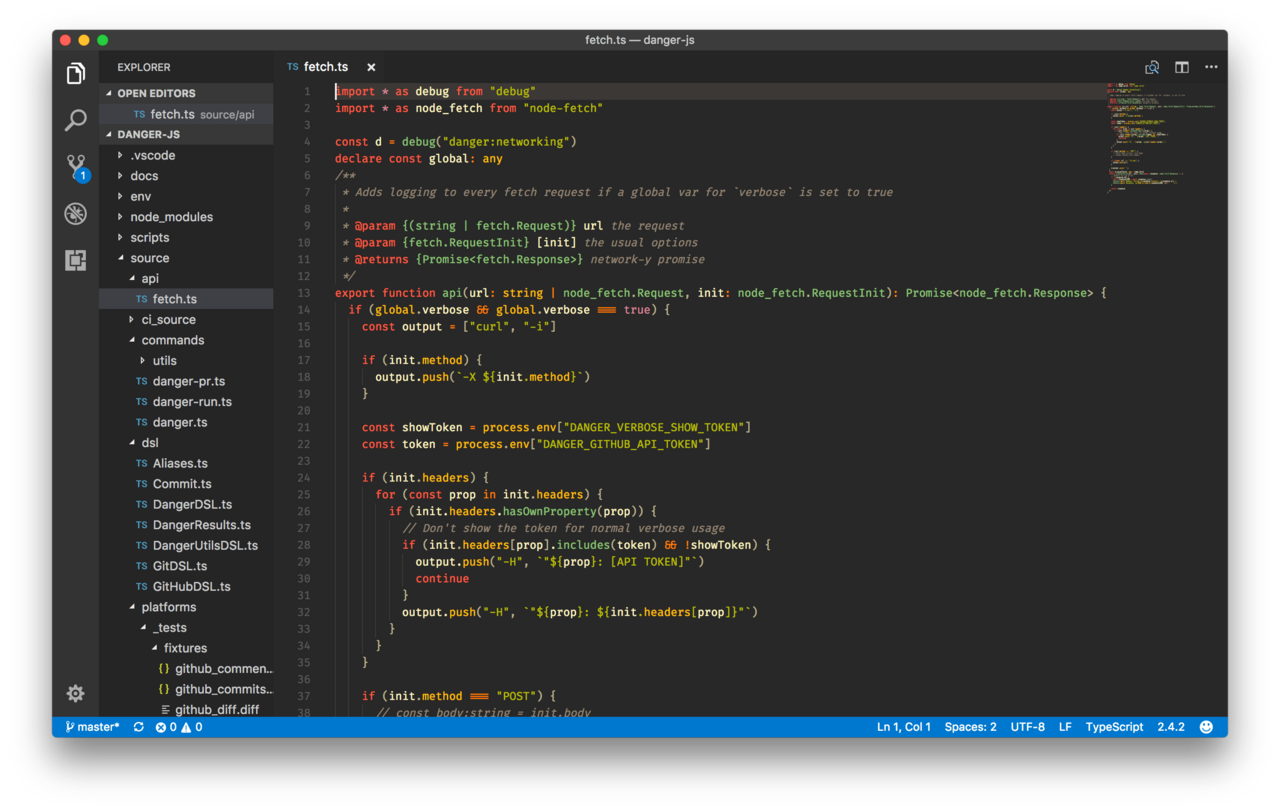 fetch.ts — danger-js
EXPLORER
OPEN EDITORS
TS fetch.ts source/api
DANGER-JS
.vscode
docs
env
node_modules
scripts
source
api
TS fetch.ts
ci_source
commands
utils
TS danger-pr.ts
TS danger-run.ts
TS danger.ts
dsl
TS Aliases.ts
TS Commit.ts
TS DangerDSL.ts
TS DangerResults.ts
TS DangerUtilsDSL.ts
TS GitDSL.ts
TS GitHubDSL.ts
platforms
_tests
fixtures
{} github_commen...
{} github_commits...
github_diff.diff
1
TS fetch.ts ×
1 import * as debug from "debug"
2 import * as node_fetch from "node-fetch"
3
4 const d = debug("danger:networking")
5 declare const global: any
6 /**
7  * Adds logging to every fetch request if a global var for `verbose` is set to true
8  *
9  * @param {(string | fetch.Request)} url the request
10  * @param {fetch.RequestInit} [init] the usual options
11  * @returns {Promise<fetch.Response>} network-y promise
12  */
13 export function api(url: string | node_fetch.Request, init: node_fetch.RequestInit): Promise<node_fetch.Response> {
14   if (global.verbose && global.verbose === true) {
15     const output = ["curl", "-i"]
16
17     if (init.method) {
18       output.push(`-X ${init.method}`)
19     }
20
21     const showToken = process.env["DANGER_VERBOSE_SHOW_TOKEN"]
22     const token = process.env["DANGER_GITHUB_API_TOKEN"]
23
24     if (init.headers) {
25       for (const prop in init.headers) {
26         if (init.headers.hasOwnProperty(prop)) {
27           // Don't show the token for normal verbose usage
28           if (init.headers[prop].includes(token) && !showToken) {
29             output.push("-H", `"${prop}: [API TOKEN]"`)
30             continue
31           }
32           output.push("-H", `"${prop}: ${init.headers[prop]}"`)
33         }
34       }
35     }
36
37     if (init.method === "POST") {
38       // const body:string = init.body
master* 0 0 Ln 1, Col 1 Spaces: 2 UTF-8 LF TypeScript 2.4.2